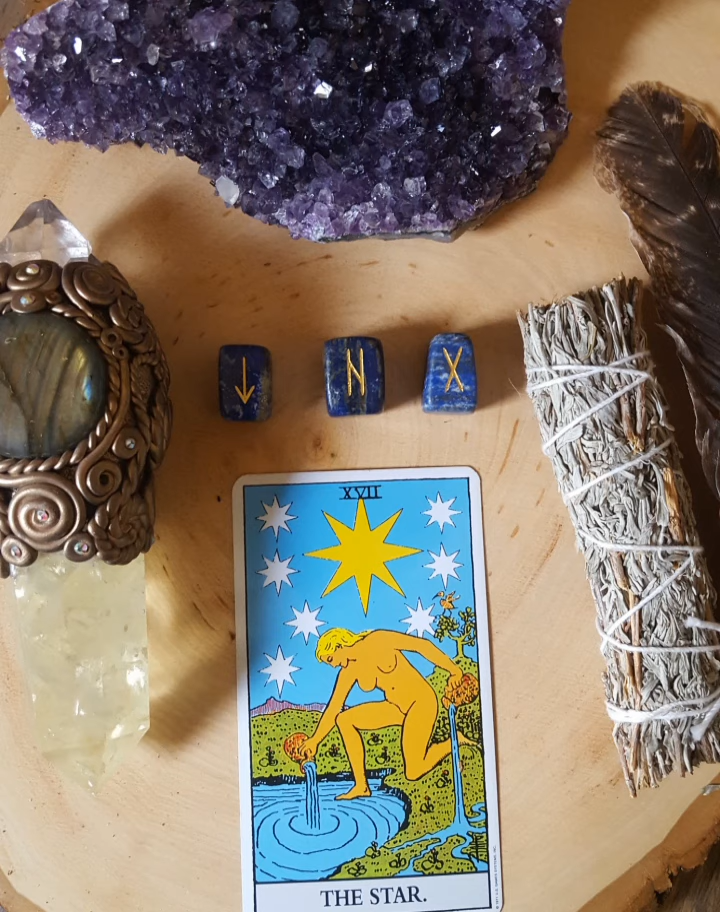 ᛏ ᚺ ᚷ
XVII
THE STAR.